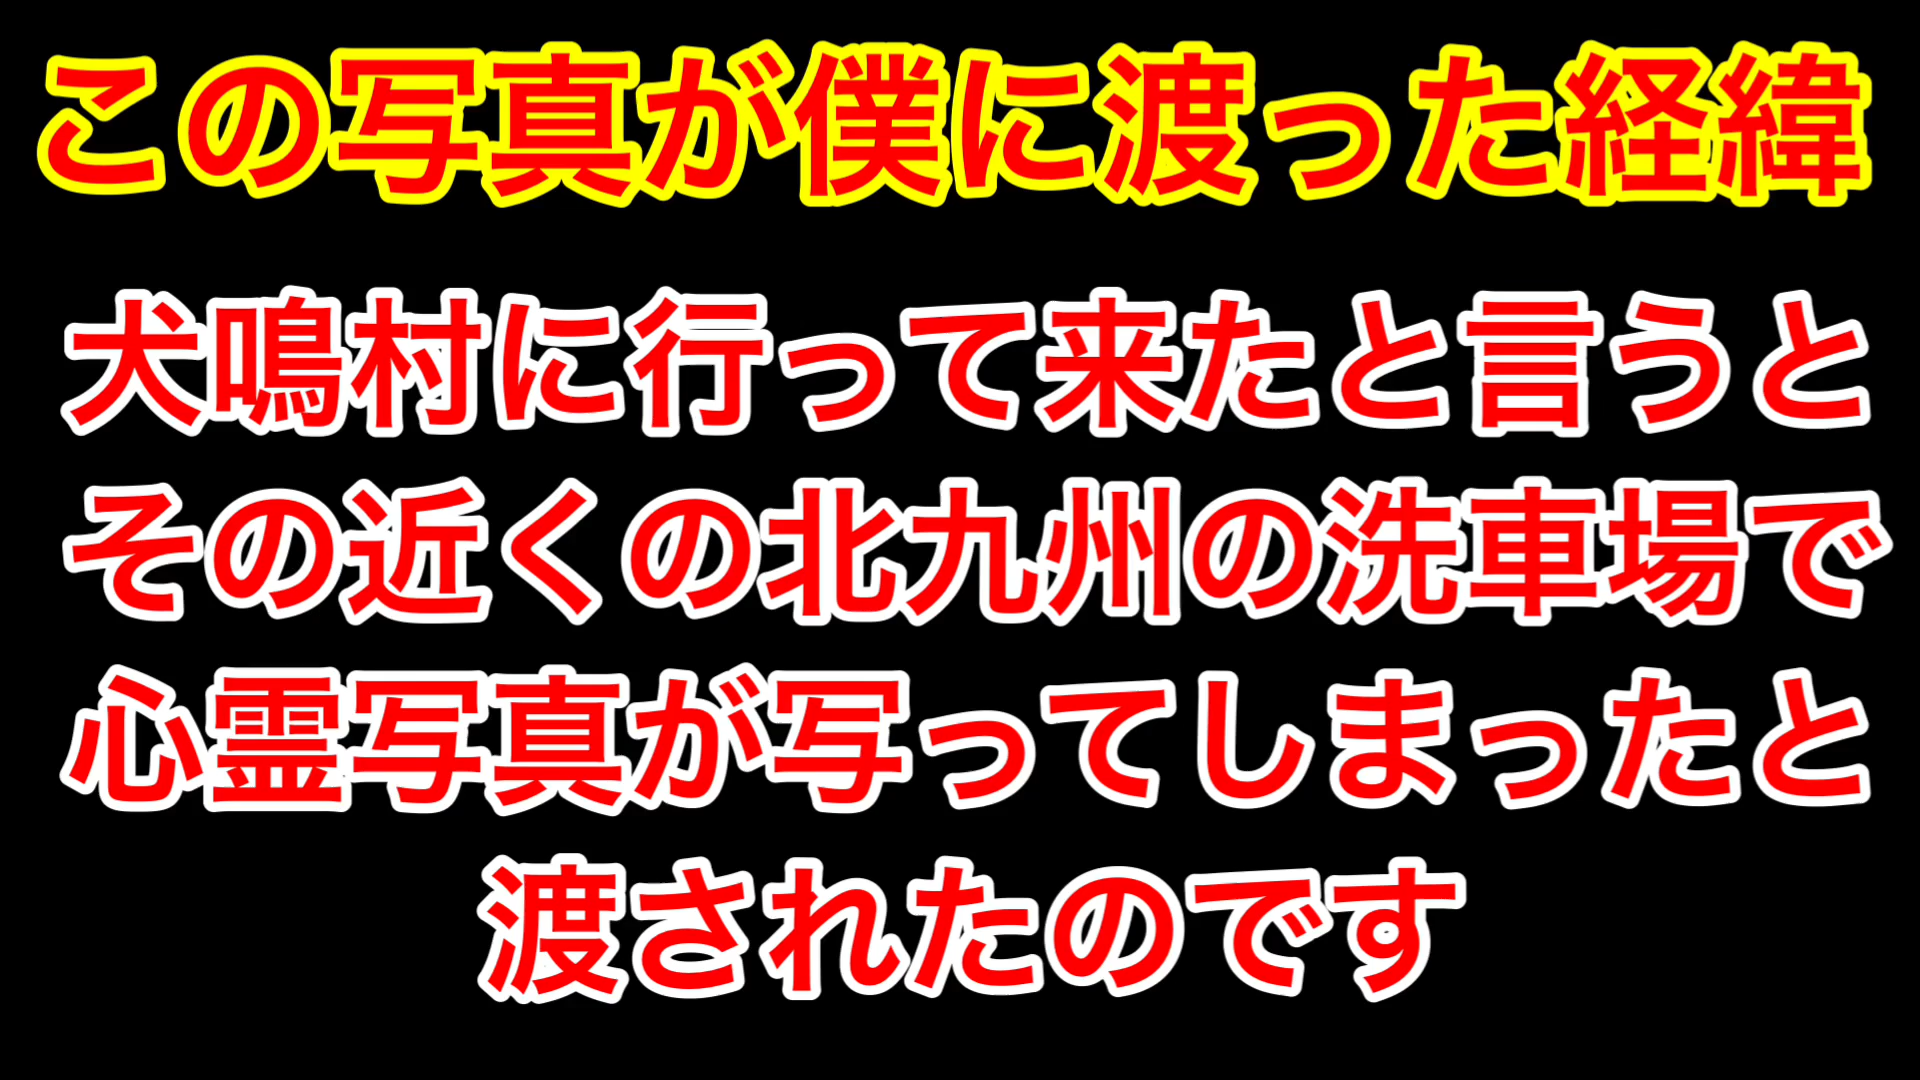 この写真が僕に渡った経緯
犬鳴村に行って来たと言うと
その近くの北九州の洗車場で
心霊写真が写ってしまったと
渡されたのです